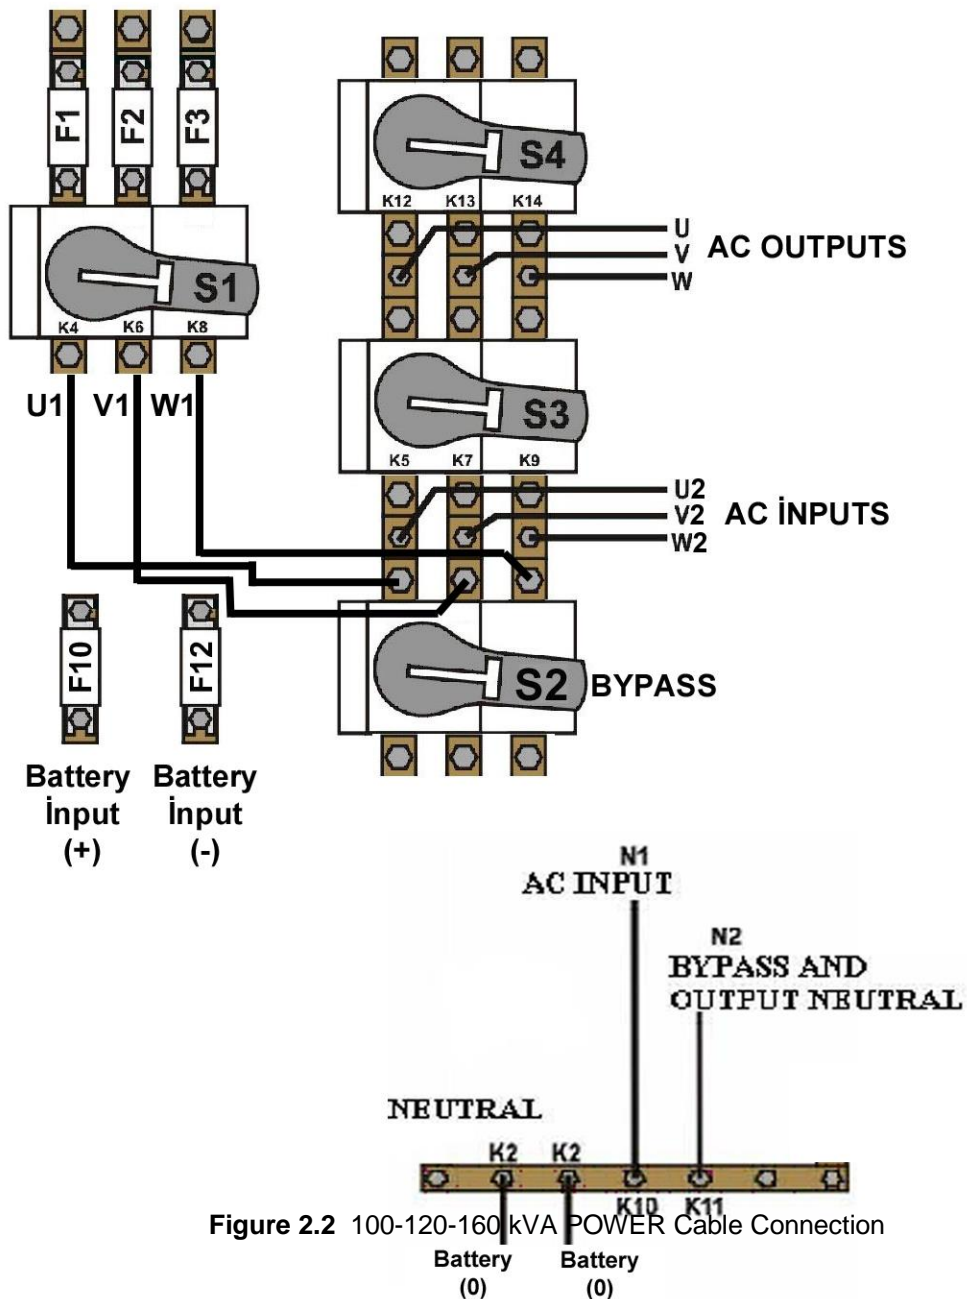 F1 F2 F3
S4
K12 K13 K14
U
V AC OUTPUTS
W
S1
K4 K6 K8
U1 V1 W1
S3
K5 K7 K9
U2
V2 AC İNPUTS
W2
F10 F12
S2 BYPASS
Battery Battery
İnput İnput
(+) (-)
N1
AC INPUT
N2
BYPASS AND
OUTPUT NEUTRAL
NEUTRAL
K2 K2
K10 K11
Figure 2.2 100-120-160 kVA POWER Cable Connection
Battery Battery
(0) (0)